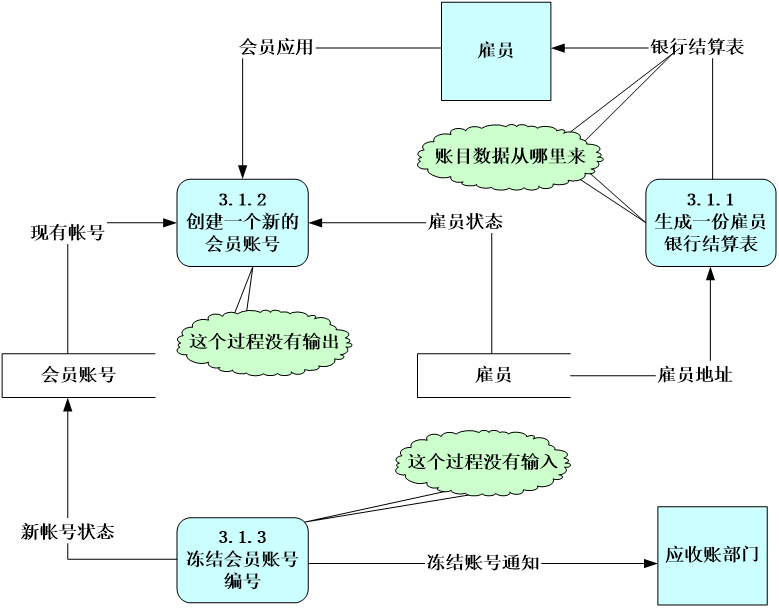 会员应用
雇员
银行结算表
账目数据从哪里来
3.1.2
创建一个新的
会员账号
3.1.1
生成一份雇员
银行结算表
现有帐号
雇员状态
这个过程没有输出
会员账号
雇员
雇员地址
这个过程没有输入
新帐号状态
3.1.3
冻结会员账号
编号
冻结账号通知
应收账部门